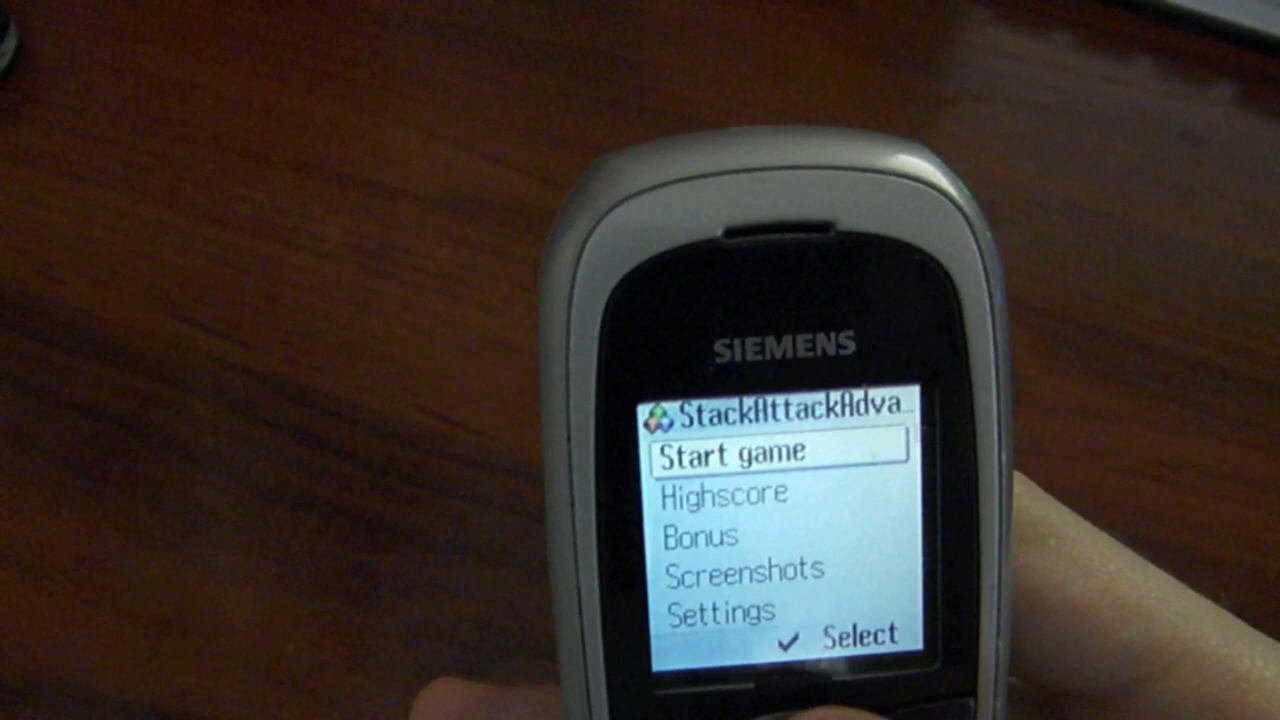 SIEMENS
StackAttackAdva...
Start game
Highscore
Bonus
Screenshots
Settings
Select